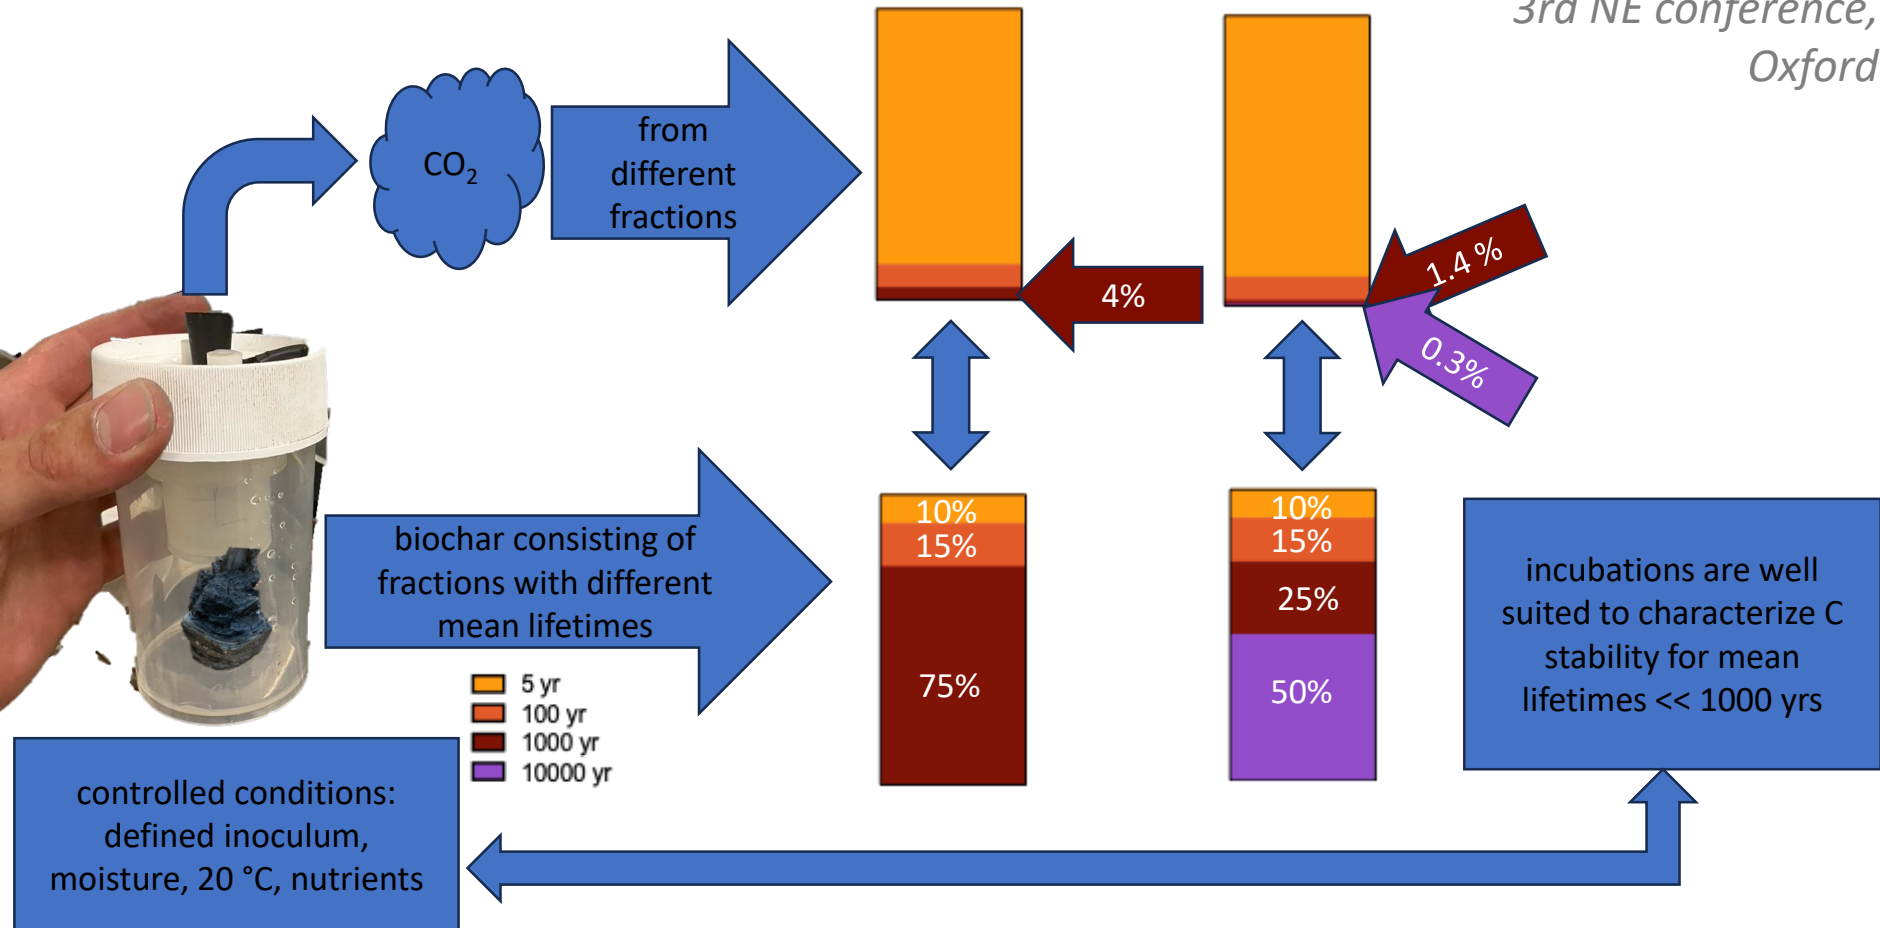 3rd NE conference,
Oxford
CO₂
from
different
fractions
4%
1.4 %
0.3%
biochar consisting of
fractions with different
mean lifetimes
10%
15%
75%
10%
15%
25%
50%
5 yr
100 yr
1000 yr
10000 yr
incubations are well
suited to characterize C
stability for mean
lifetimes << 1000 yrs
controlled conditions:
defined inoculum,
moisture, 20 °C, nutrients